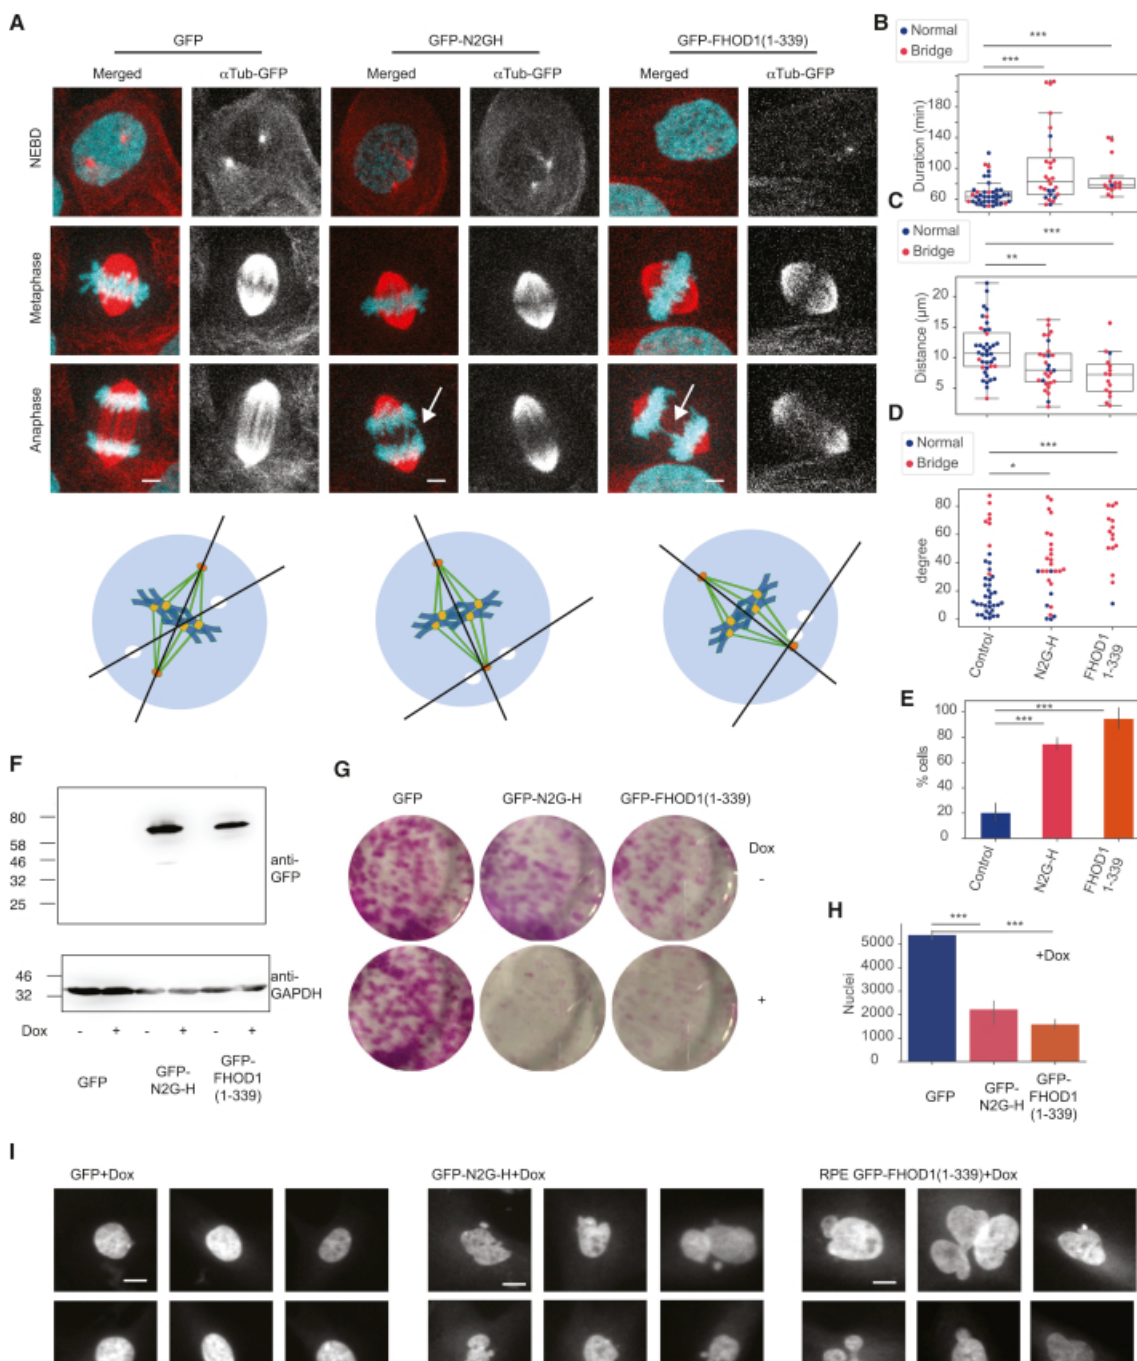 A
GFP
GFP-N2GH
GFP-FHOD1(1-339)
Merged
αTub-GFP
Merged
αTub-GFP
Merged
αTub-GFP
NEBD
Metaphase
Anaphase
B
Normal
Bridge
***
***
Duration (min)
180
140
100
60
C
Normal
Bridge
***
**
Distance (μm)
20
15
10
5
D
Normal
Bridge
***
*
degree
80
60
40
20
0
Control
N2G-H
FHOD1
1-339
E
***
***
% cells
100
80
60
40
20
0
Control
N2G-H
FHOD1
1-339
F
80
58
46
32
25
anti-
GFP
46
32
anti-
GAPDH
Dox - + - + - +
GFP
GFP-
N2G-H
GFP-
FHOD1
(1-339)
G
GFP
GFP-N2G-H
GFP-FHOD1(1-339)
Dox
-
+
H
***
***
+Dox
Nuclei
5000
4000
3000
2000
1000
0
GFP
GFP-
N2G-H
GFP-
FHOD1
(1-339)
I
GFP+Dox
GFP-N2G-H+Dox
RPE GFP-FHOD1(1-339)+Dox